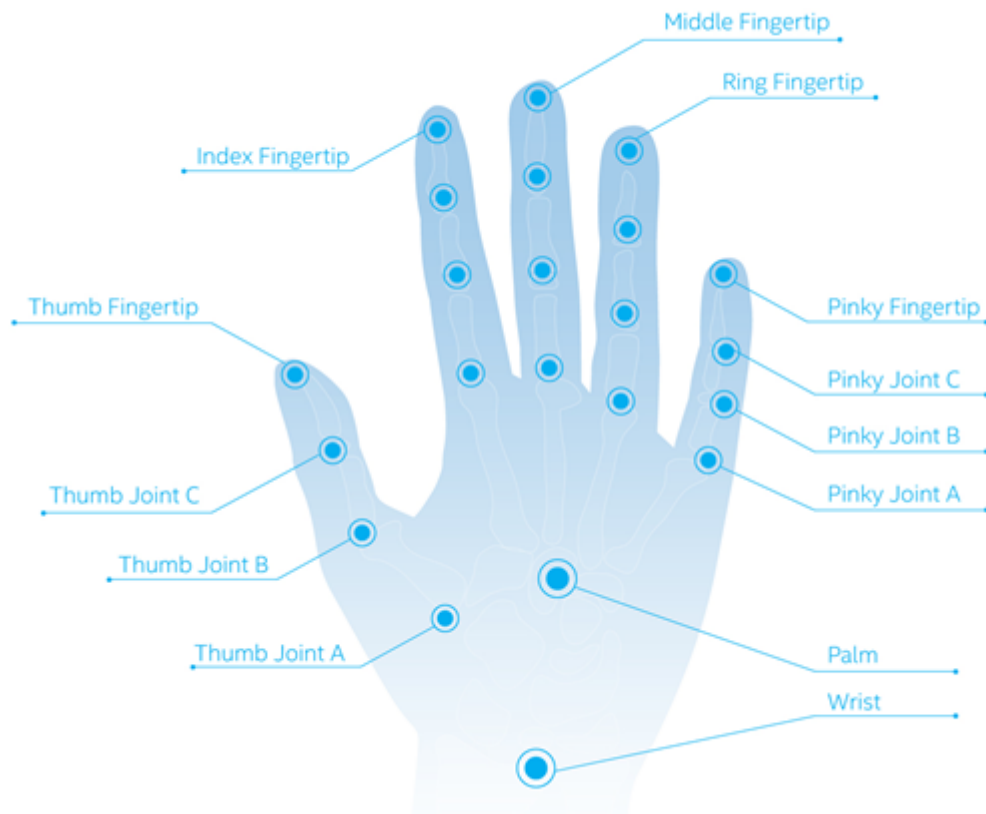 Middle Fingertip
Ring Fingertip
Index Fingertip
Thumb Fingertip
Pinky Fingertip
Pinky Joint C
Pinky Joint B
Thumb Joint C
Pinky Joint A
Thumb Joint B
Thumb Joint A
Palm
Wrist